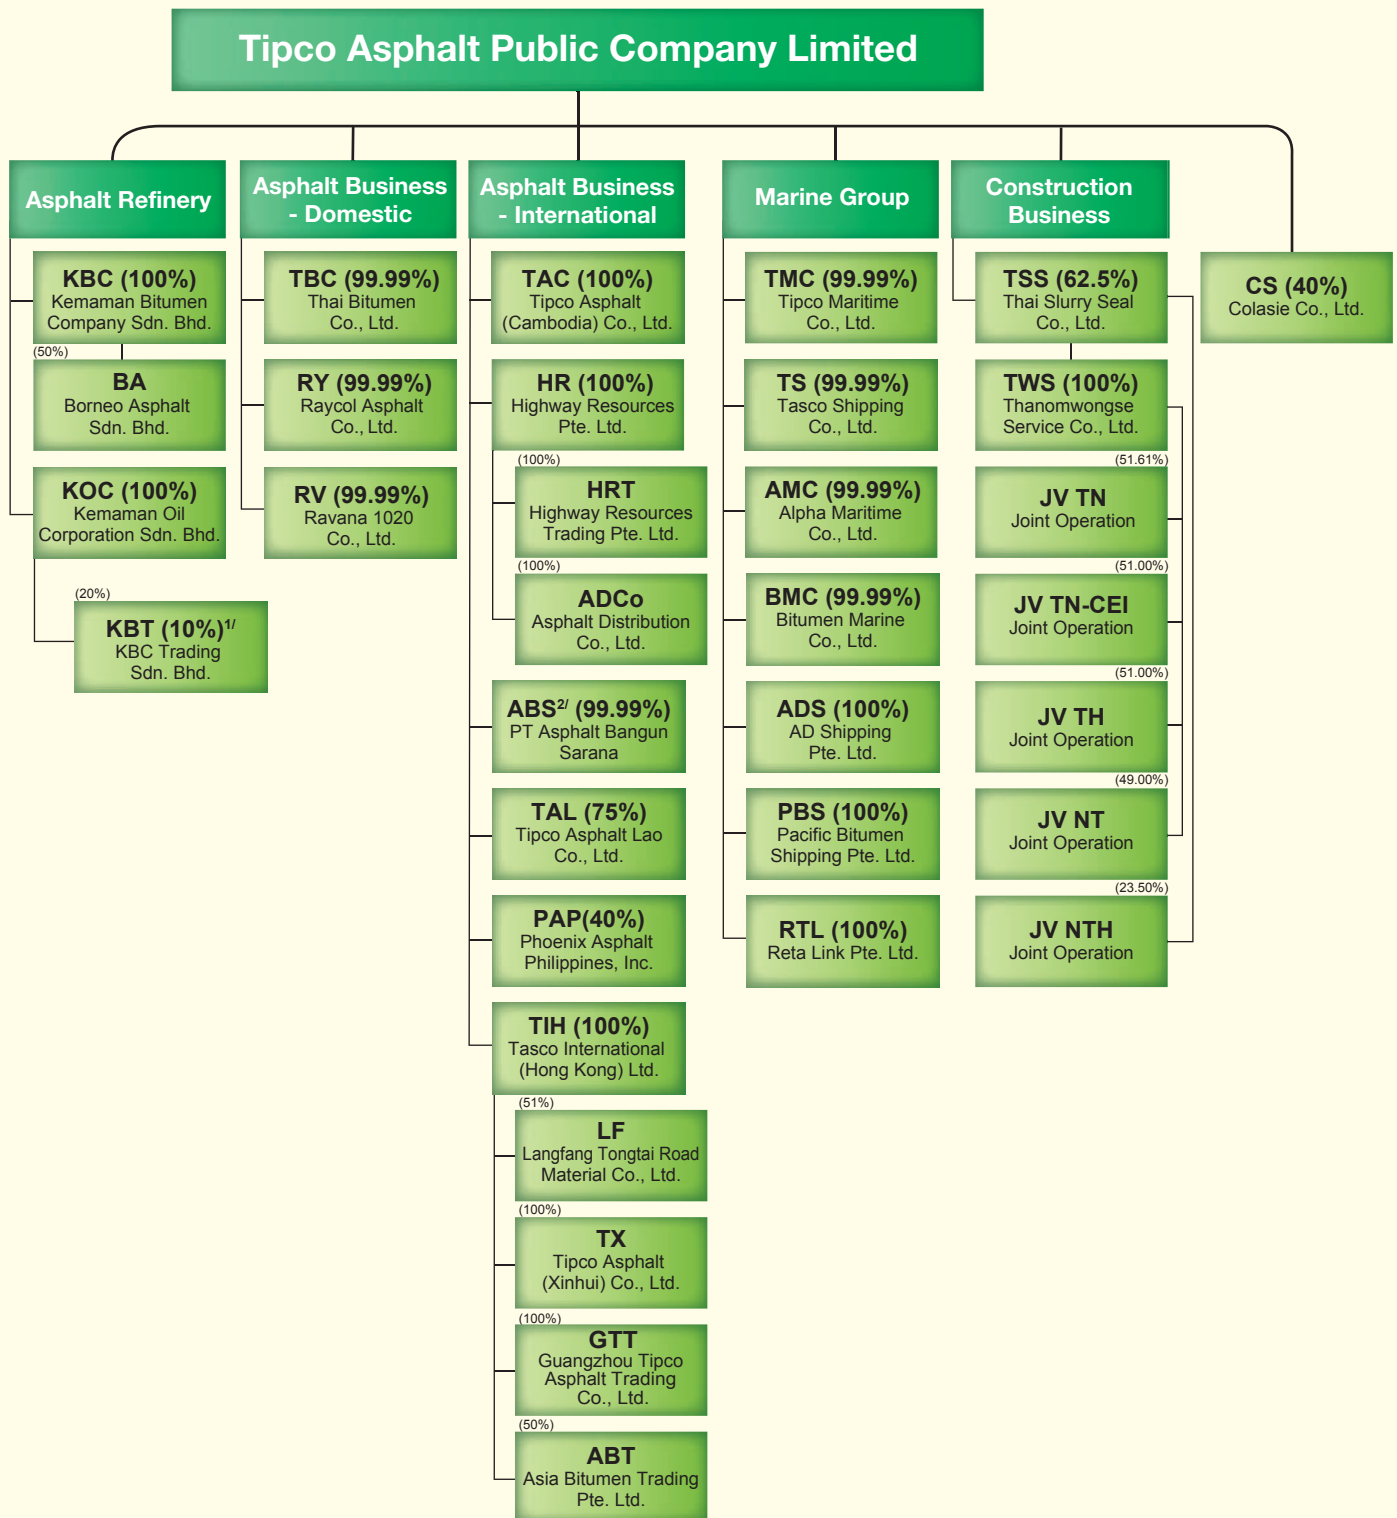 Tipco Asphalt Public Company Limited
Asphalt Refinery
KBC (100%)
Kemaman Bitumen
Company Sdn. Bhd.
(50%)
BA
Borneo Asphalt
Sdn. Bhd.
KOC (100%)
Kemaman Oil
Corporation Sdn. Bhd.
(20%)
KBT (10%)1/
KBC Trading
Sdn. Bhd.
Asphalt Business
- Domestic
TBC (99.99%)
Thai Bitumen
Co., Ltd.
RY (99.99%)
Raycol Asphalt
Co., Ltd.
RV (99.99%)
Ravana 1020
Co., Ltd.
Asphalt Business
- International
TAC (100%)
Tipco Asphalt
(Cambodia) Co., Ltd.
HR (100%)
Highway Resources
Pte. Ltd.
(100%)
HRT
Highway Resources
Trading Pte. Ltd.
(100%)
ADCo
Asphalt Distribution
Co., Ltd.
ABS2/ (99.99%)
PT Asphalt Bangun
Sarana
TAL (75%)
Tipco Asphalt Lao
Co., Ltd.
PAP(40%)
Phoenix Asphalt
Philippines, Inc.
TIH (100%)
Tasco International
(Hong Kong) Ltd.
(51%)
LF
Langfang Tongtai Road
Material Co., Ltd.
(100%)
TX
Tipco Asphalt
(Xinhui) Co., Ltd.
(100%)
GTT
Guangzhou Tipco
Asphalt Trading
Co., Ltd.
(50%)
ABT
Asia Bitumen Trading
Pte. Ltd.
Marine Group
TMC (99.99%)
Tipco Maritime
Co., Ltd.
TS (99.99%)
Tasco Shipping
Co., Ltd.
AMC (99.99%)
Alpha Maritime
Co., Ltd.
BMC (99.99%)
Bitumen Marine
Co., Ltd.
ADS (100%)
AD Shipping
Pte. Ltd.
PBS (100%)
Pacific Bitumen
Shipping Pte. Ltd.
RTL (100%)
Reta Link Pte. Ltd.
Construction
Business
TSS (62.5%)
Thai Slurry Seal
Co., Ltd.
TWS (100%)
Thanomwongse
Service Co., Ltd.
(51.61%)
JV TN
Joint Operation
(51.00%)
JV TN-CEI
Joint Operation
(51.00%)
JV TH
Joint Operation
(49.00%)
JV NT
Joint Operation
(23.50%)
JV NTH
Joint Operation
CS (40%)
Colasie Co., Ltd.